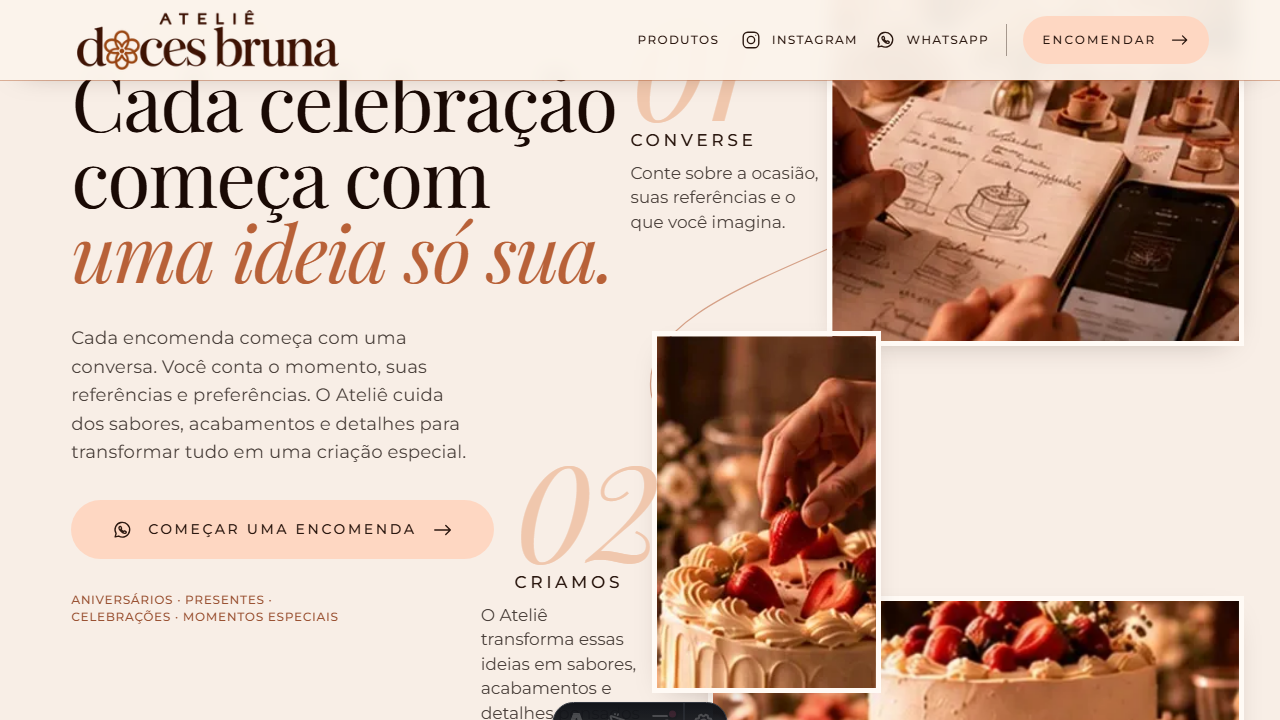 ATELIÊ
doces bruna
PRODUTOS
INSTAGRAM
WHATSAPP
ENCOMENDAR
Cada celebração
começa com
uma ideia só sua.
Cada encomenda começa com uma
conversa. Você conta o momento, suas
referências e preferências. O Ateliê cuida
dos sabores, acabamentos e detalhes para
transformar tudo em uma criação especial.
COMEÇAR UMA ENCOMENDA
ANIVERSÁRIOS · PRESENTES ·
CELEBRAÇÕES · MOMENTOS ESPECIAIS
01
CONVERSE
Conte sobre a ocasião,
suas referências e o
que você imagina.
02
CRIAMOS
O Ateliê
transforma essas
ideias em sabores,
acabamentos e
detalhes